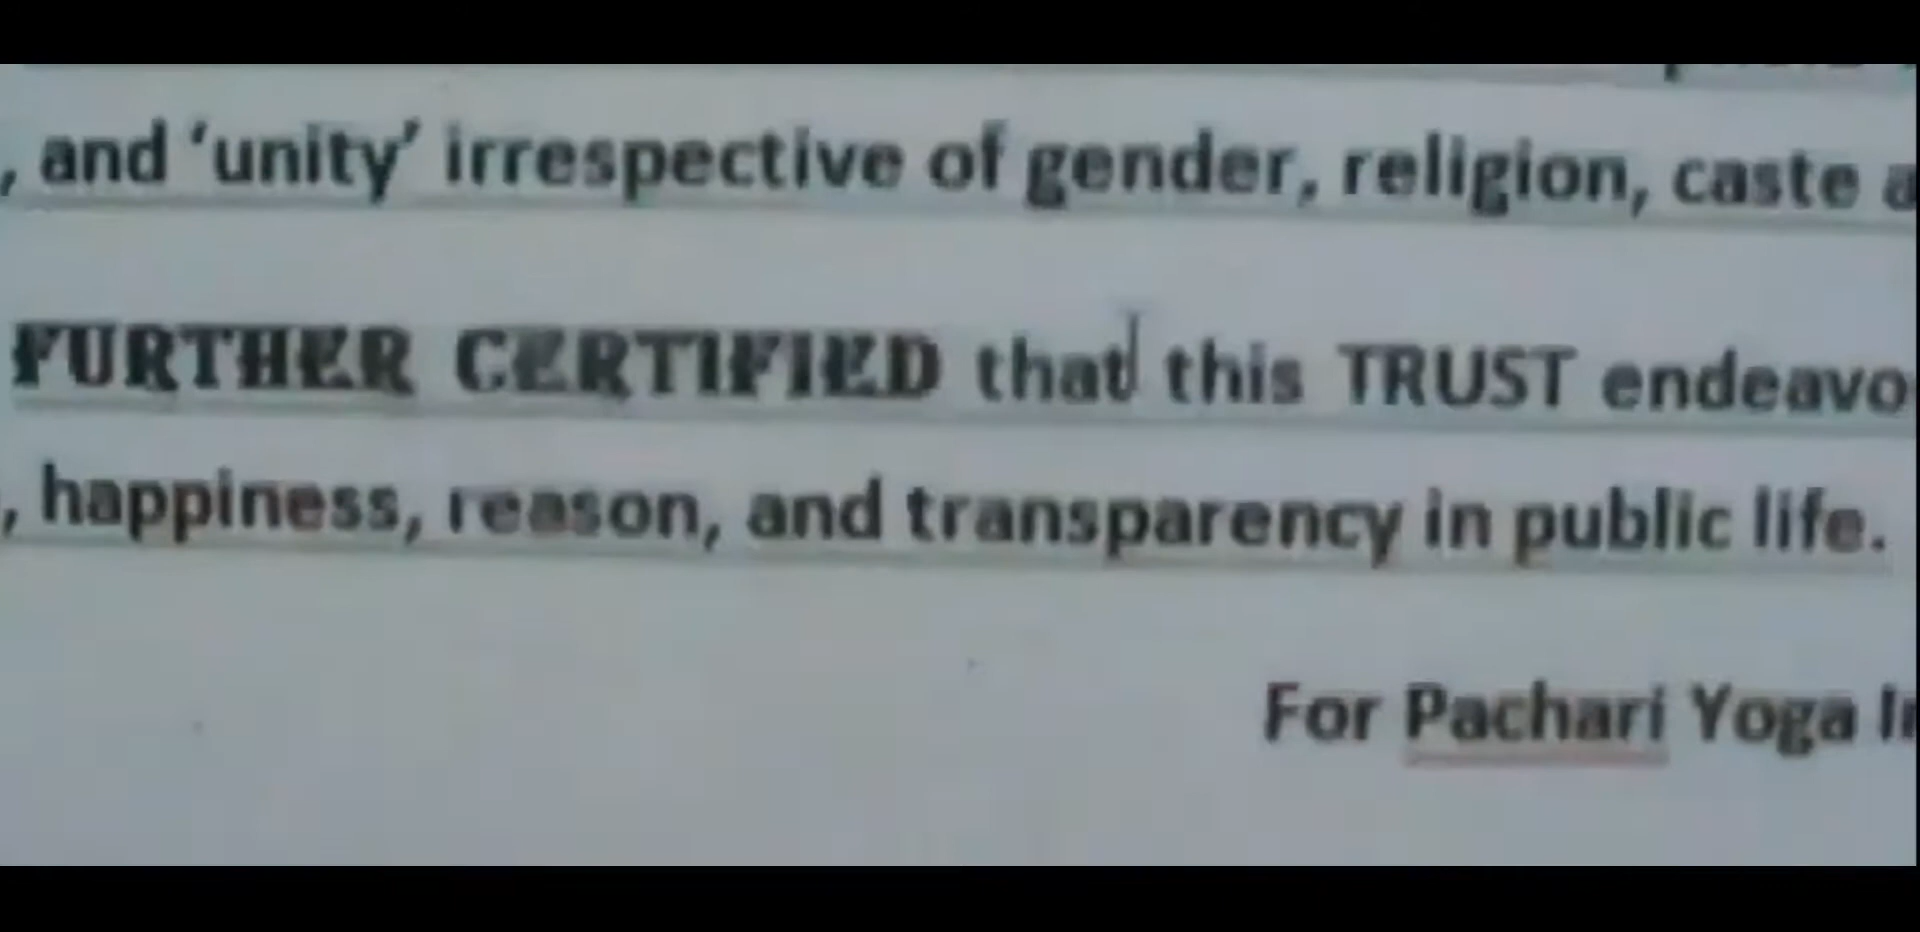 , and ‘unity’ irrespective of gender, religion, caste
FURTHER CERTIFIED that this TRUST endeavo
, happiness, reason, and transparency in public life.
For Pachari Yoga